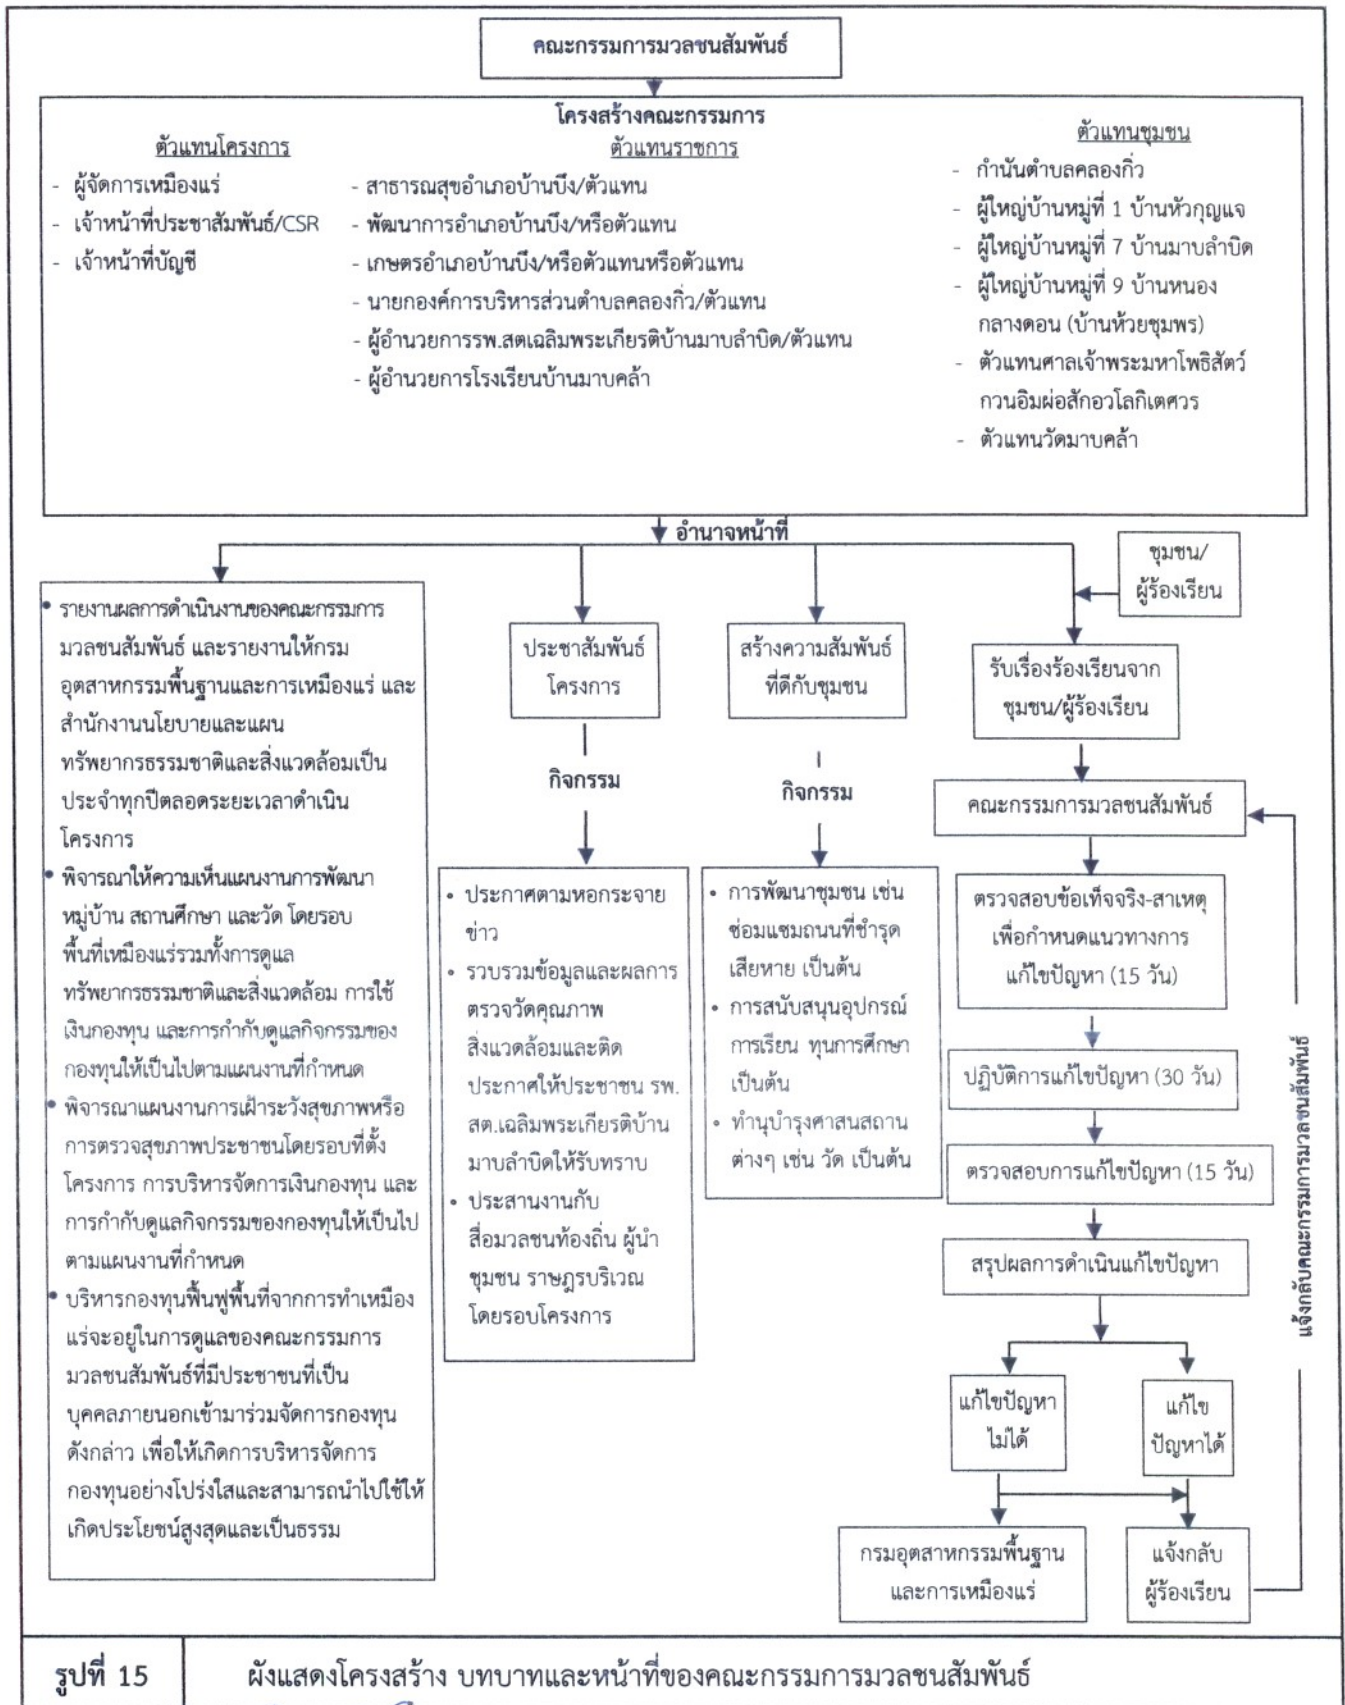 คณะกรรมการมวลชนสัมพันธ์
โครงสร้างคณะกรรมการ
ตัวแทนโครงการ
- ผู้จัดการเหมืองแร่
- เจ้าหน้าที่ประชาสัมพันธ์/CSR
- เจ้าหน้าที่บัญชี
ตัวแทนราชการ
- สาธารณสุขอำเภอบ้านบึง/ตัวแทน
- พัฒนาการอำเภอบ้านบึง/หรือตัวแทน
- เกษตรอำเภอบ้านบึง/หรือตัวแทนหรือตัวแทน
- นายกองค์การบริหารส่วนตำบลคลองกิ่ว/ตัวแทน
- ผู้อำนวยการรพ.สตเฉลิมพระเกียรติบ้านมาบลำบิด/ตัวแทน
- ผู้อำนวยการโรงเรียนบ้านมาบคล้า
ตัวแทนชุมชน
- กำนันตำบลคลองกิ่ว
- ผู้ใหญ่บ้านหมู่ที่ 1 บ้านหัวกุญแจ
- ผู้ใหญ่บ้านหมู่ที่ 7 บ้านมาบลำบิด
- ผู้ใหญ่บ้านหมู่ที่ 9 บ้านหนอง
กลางดอน (บ้านห้วยชุมพร)
- ตัวแทนศาลเจ้าพระมหาโพธิสัตว์
กวนอิมผ่อสักอวโลกิเตศวร
- ตัวแทนวัดมาบคล้า
อำนาจหน้าที่
• รายงานผลการดำเนินงานของคณะกรรมการ
มวลชนสัมพันธ์ และรายงานให้กรม
อุตสาหกรรมพื้นฐานและการเหมืองแร่ และ
สำนักงานนโยบายและแผน
ทรัพยากรธรรมชาติและสิ่งแวดล้อมเป็น
ประจำทุกปีตลอดระยะเวลาดำเนิน
โครงการ
• พิจารณาให้ความเห็นแผนงานการพัฒนา
หมู่บ้าน สถานศึกษา และวัด โดยรอบ
พื้นที่เหมืองแร่รวมทั้งการดูแล
ทรัพยากรธรรมชาติและสิ่งแวดล้อม การใช้
เงินกองทุน และการกำกับดูแลกิจกรรมของ
กองทุนให้เป็นไปตามแผนงานที่กำหนด
• พิจารณาแผนงานการเฝ้าระวังสุขภาพหรือ
การตรวจสุขภาพประชาชนโดยรอบที่ตั้ง
โครงการ การบริหารจัดการเงินกองทุน และ
การกำกับดูแลกิจกรรมของกองทุนให้เป็นไป
ตามแผนงานที่กำหนด
• บริหารกองทุนฟื้นฟูพื้นที่จากการทำเหมือง
แร่จะอยู่ในการดูแลของคณะกรรมการ
มวลชนสัมพันธ์ที่มีประชาชนที่เป็น
บุคคลภายนอกเข้ามาร่วมจัดการกองทุน
ดังกล่าว เพื่อให้เกิดการบริหารจัดการ
กองทุนอย่างโปร่งใสและสามารถนำไปใช้ให้
เกิดประโยชน์สูงสุดและเป็นธรรม
ประชาสัมพันธ์
โครงการ
กิจกรรม
• ประกาศตามหอกระจาย
ข่าว
• รวบรวมข้อมูลและผลการ
ตรวจวัดคุณภาพ
สิ่งแวดล้อมและติด
ประกาศให้ประชาชน รพ.
สต.เฉลิมพระเกียรติบ้าน
มาบลำบิดให้รับทราบ
• ประสานงานกับ
สื่อมวลชนท้องถิ่น ผู้นำ
ชุมชน ราษฎรบริเวณ
โดยรอบโครงการ
สร้างความสัมพันธ์
ที่ดีกับชุมชน
กิจกรรม
• การพัฒนาชุมชน เช่น
ซ่อมแซมถนนที่ชำรุด
เสียหาย เป็นต้น
• การสนับสนุนอุปกรณ์
การเรียน ทุนการศึกษา
เป็นต้น
• ทำนุบำรุงศาสนสถาน
ต่างๆ เช่น วัด เป็นต้น
ชุมชน/
ผู้ร้องเรียน
รับเรื่องร้องเรียนจาก
ชุมชน/ผู้ร้องเรียน
คณะกรรมการมวลชนสัมพันธ์
ตรวจสอบข้อเท็จจริง-สาเหตุ
เพื่อกำหนดแนวทางการ
แก้ไขปัญหา (15 วัน)
ปฏิบัติการแก้ไขปัญหา (30 วัน)
ตรวจสอบการแก้ไขปัญหา (15 วัน)
สรุปผลการดำเนินแก้ไขปัญหา
แก้ไขปัญหา
ไม่ได้
แก้ไข
ปัญหาได้
กรมอุตสาหกรรมพื้นฐาน
และการเหมืองแร่
แจ้งกลับ
ผู้ร้องเรียน
แจ้งกลับคณะกรรมการมวลชนสัมพันธ์
รูปที่ 15
ผังแสดงโครงสร้าง บทบาทและหน้าที่ของคณะกรรมการมวลชนสัมพันธ์